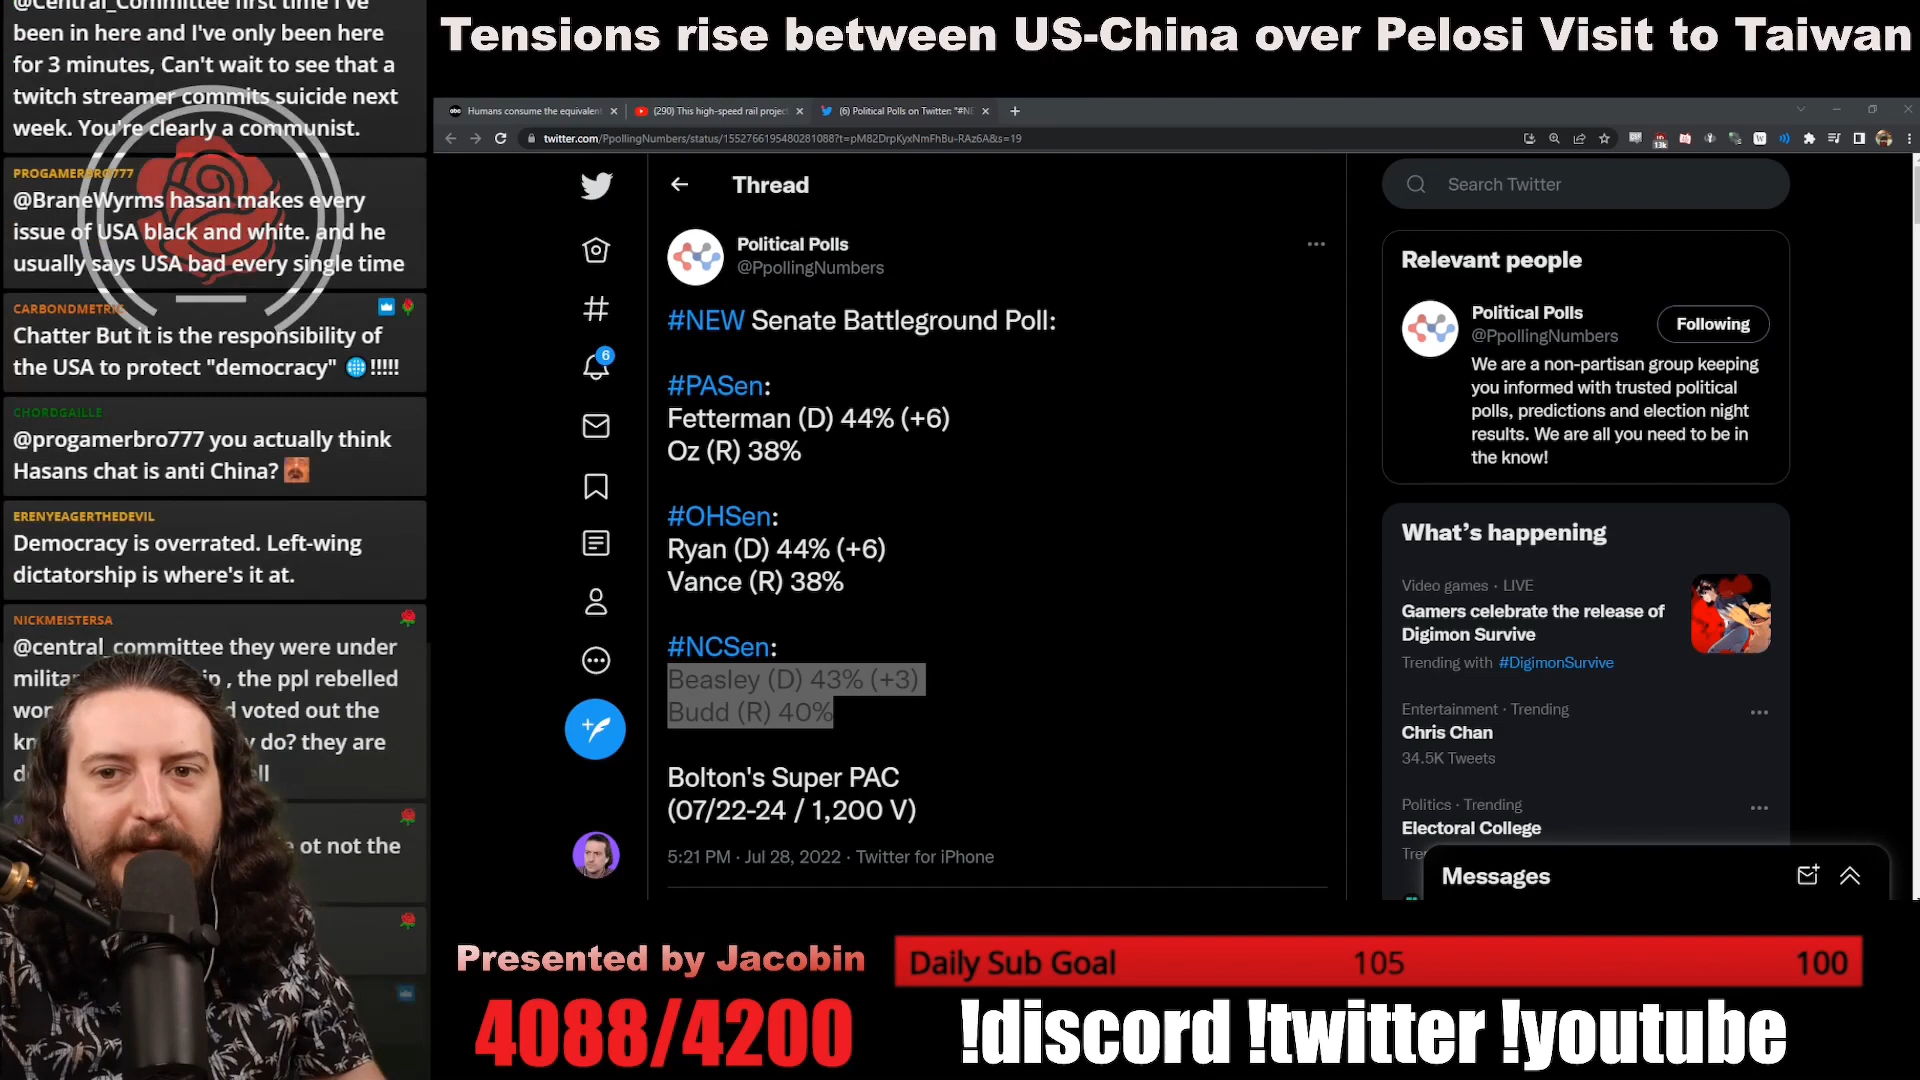 Tensions rise between US-China over Pelosi Visit to Taiwan
@Central_Committee first time I've
been in here and I've only been here
for 3 minutes, Can't wait to see that a
twitch streamer commits suicide next
week. You're clearly a communist.
PROGAMERBRO777
@BraneWyrms hasan makes every
issue of USA black and white. and he
usually says USA bad every single time
CARBONDMETRIC
Chatter But it is the responsibility of
the USA to protect "democracy" !!!!!
CHORDGAILLE
@progamerbro777 you actually think
Hasans chat is anti China?
ERENYEAGERTHEDEVIL
Democracy is overrated. Left-wing
dictatorship is where's it at.
NICKMEISTERSA
@central_committee they were under
, the ppl rebelled
voted out the
do? they are
ot not the
Humans consume the equivalent
(290) This high-speed rail project
(6) Political Polls on Twitter: "#NE
twitter.com/PpollingNumbers/status/1552766195480281088?t=pM82DrpKyxNmFhBu-RAz6A&s=19
13k
6
Thread
Political Polls
@PpollingNumbers
#NEW Senate Battleground Poll:
#PASen:
Fetterman (D) 44% (+6)
Oz (R) 38%
#OHSen:
Ryan (D) 44% (+6)
Vance (R) 38%
#NCSen:
Beasley (D) 43% (+3)
Budd (R) 40%
Bolton's Super PAC
(07/22-24 / 1,200 V)
5:21 PM · Jul 28, 2022 · Twitter for iPhone
Search Twitter
Relevant people
Political Polls
@PpollingNumbers
Following
We are a non-partisan group keeping
you informed with trusted political
polls, predictions and election night
results. We are all you need to be in
the know!
What's happening
Video games · LIVE
Gamers celebrate the release of
Digimon Survive
Trending with #DigimonSurvive
Entertainment · Trending
Chris Chan
34.5K Tweets
Politics · Trending
Electoral College
Messages
Presented by Jacobin
4088/4200
Daily Sub Goal 105 100
!discord !twitter !youtube